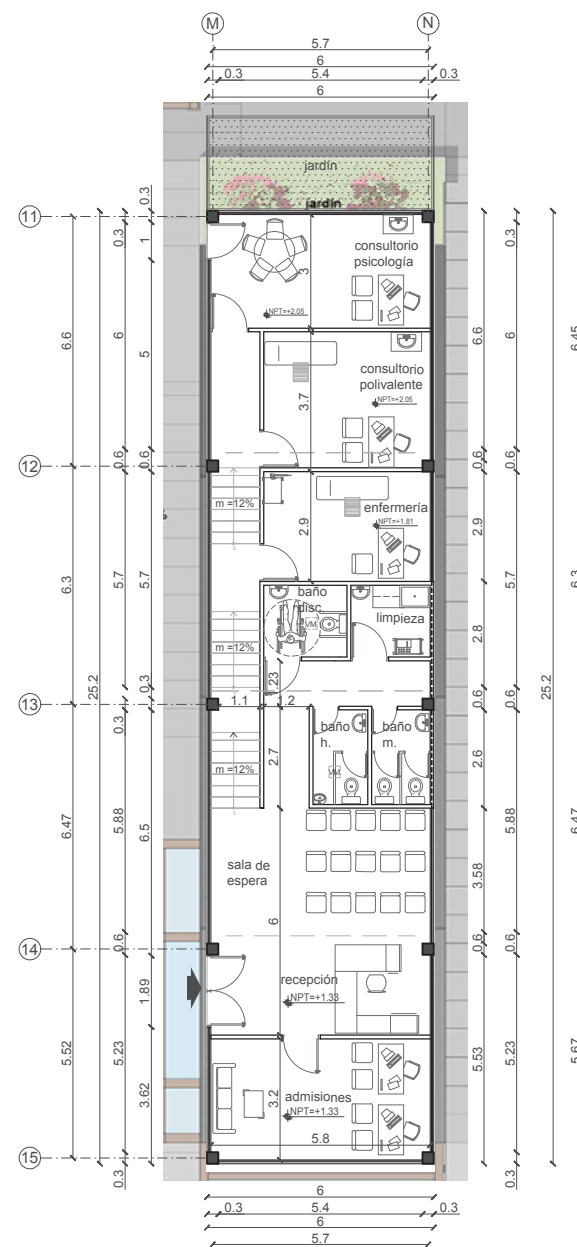 M
N
5.7
6
0.3
5.4
0.3
6
jardín
jardín
11
0.3
0.3
1
consultorio
psicología
3
0.3
NPT=+2.05
6.6
6
5
6.6
6
6.45
consultorio
polivalente
NPT=+2.05
3.7
12
0.6
0.6
0.6
0.6
m =12%
enfermería
NPT=+1.81
2.9
2.9
6.3
5.7
5.7
5.7
6.3
baño
disc.
VM
limpieza
2.8
m =12%
25.2
25.2
.23
13
0.3
0.3
1.1
1.2
0.6
0.6
baño
h.
baño
m.
VM
m =12%
2.7
2.6
6.47
5.88
6.5
5.88
6.47
sala de
espera
3.58
6
14
0.6
0.6
0.6
recepción
NPT=+1.33
1.89
5.52
5.23
3.62
5.53
5.23
5.67
admisiones
NPT=+1.33
3.2
5.8
15
0.3
0.3
6
0.3
5.4
0.3
6
5.7